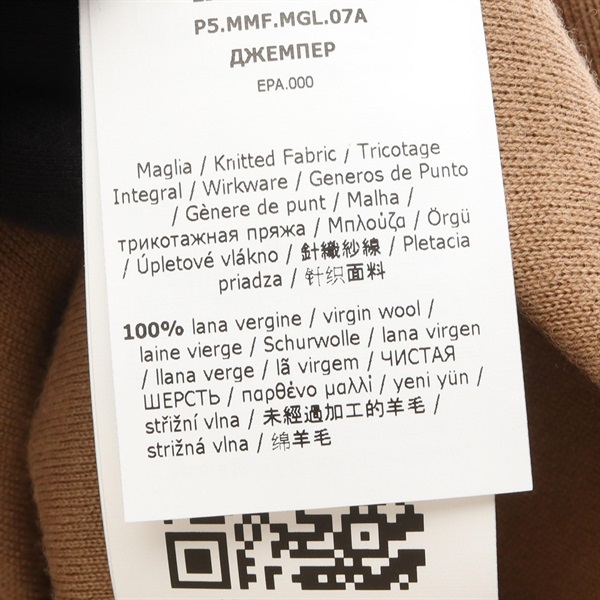 P5.MMF.MGL.07A
ДЖЕМПЕР
EPA.000
Maglia / Knitted Fabric / Tricotage
Integral / Wirkware / Generos de Punto
/ Gènere de punt / Malha /
трикотажная пряжа / Μπλούζα / Örgü
/ Úpletové vlákno / 針織紗線 / Pletacia
priadza / 针织面料
100% lana vergine / virgin wool /
laine vierge / Schurwolle / lana virgen
/ llana verge / lã virgem / ЧИСТАЯ
ШЕРСТЬ / παρθένο μαλλί / yeni yün /
střižní vlna / 未經過加工的羊毛 /
strižná vlna / 绵羊毛